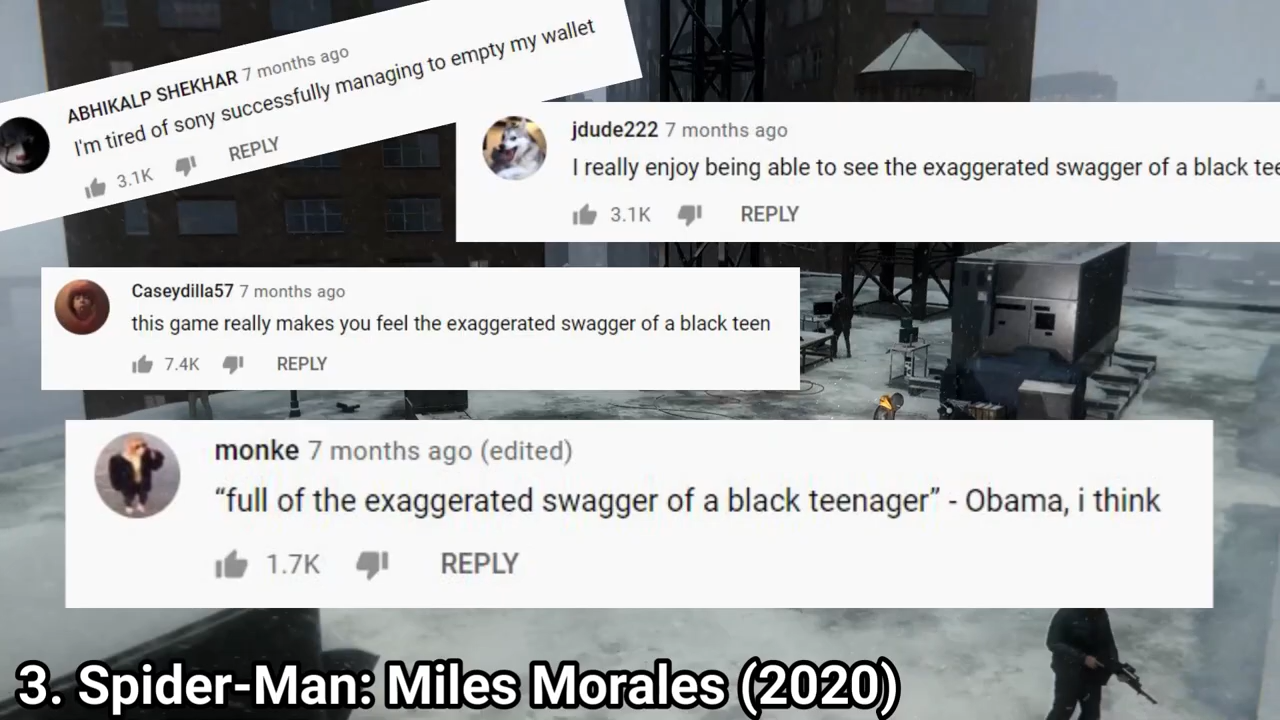 ABHIKALP SHEKHAR 7 months ago
I'm tired of sony successfully managing to empty my wallet
3.1K REPLY
jdude222 7 months ago
I really enjoy being able to see the exaggerated swagger of a black tee
3.1K REPLY
Caseydilla57 7 months ago
this game really makes you feel the exaggerated swagger of a black teen
7.4K REPLY
monke 7 months ago (edited)
“full of the exaggerated swagger of a black teenager” - Obama, i think
1.7K REPLY
3. Spider-Man: Miles Morales (2020)